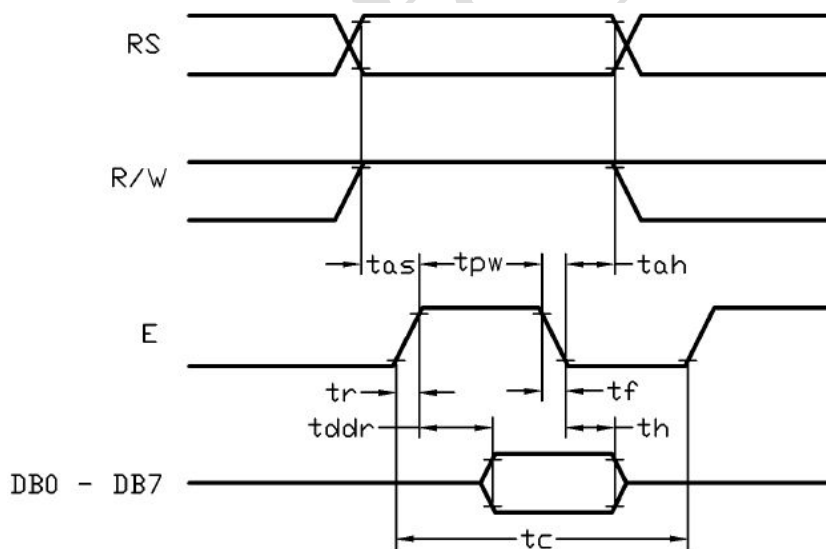 RS
R/W
tas tpw tah
E
tr tf
tddr th
DB0 - DB7
tc